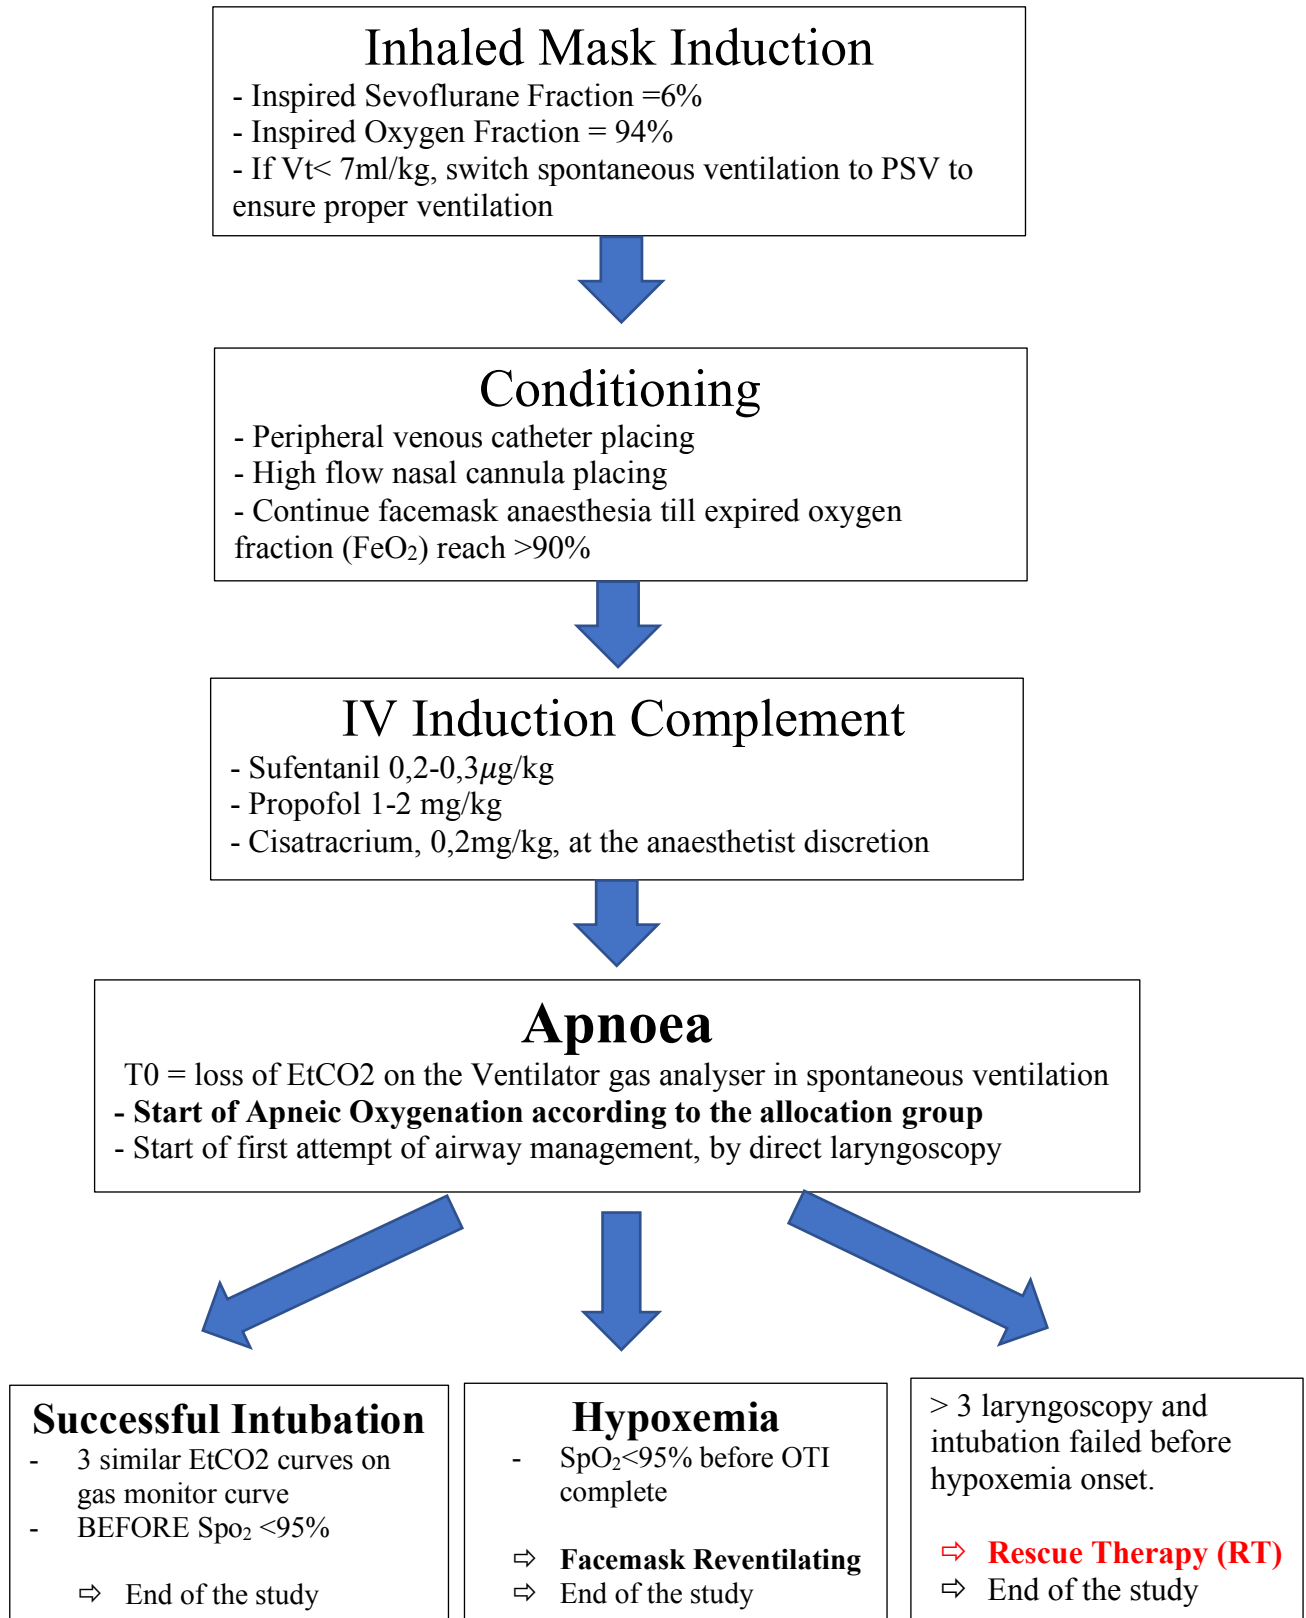 Inhaled Mask Induction
- Inspired Sevoflurane Fraction =6%
- Inspired Oxygen Fraction = 94%
- If Vt< 7ml/kg, switch spontaneous ventilation to PSV to
ensure proper ventilation
Conditioning
- Peripheral venous catheter placing
- High flow nasal cannula placing
- Continue facemask anaesthesia till expired oxygen
fraction (FeO₂) reach >90%
IV Induction Complement
- Sufentanil 0,2-0,3μg/kg
- Propofol 1-2 mg/kg
- Cisatracrium, 0,2mg/kg, at the anaesthetist discretion
Apnoea
T0 = loss of EtCO2 on the Ventilator gas analyser in spontaneous ventilation
- Start of Apneic Oxygenation according to the allocation group
- Start of first attempt of airway management, by direct laryngoscopy
Successful Intubation
- 3 similar EtCO2 curves on
gas monitor curve
- BEFORE Spo₂ <95%
⇨ End of the study
Hypoxemia
- SpO₂<95% before OTI
complete
⇨ Facemask Reventilating
⇨ End of the study
> 3 laryngoscopy and
intubation failed before
hypoxemia onset.
⇨ Rescue Therapy (RT)
⇨ End of the study